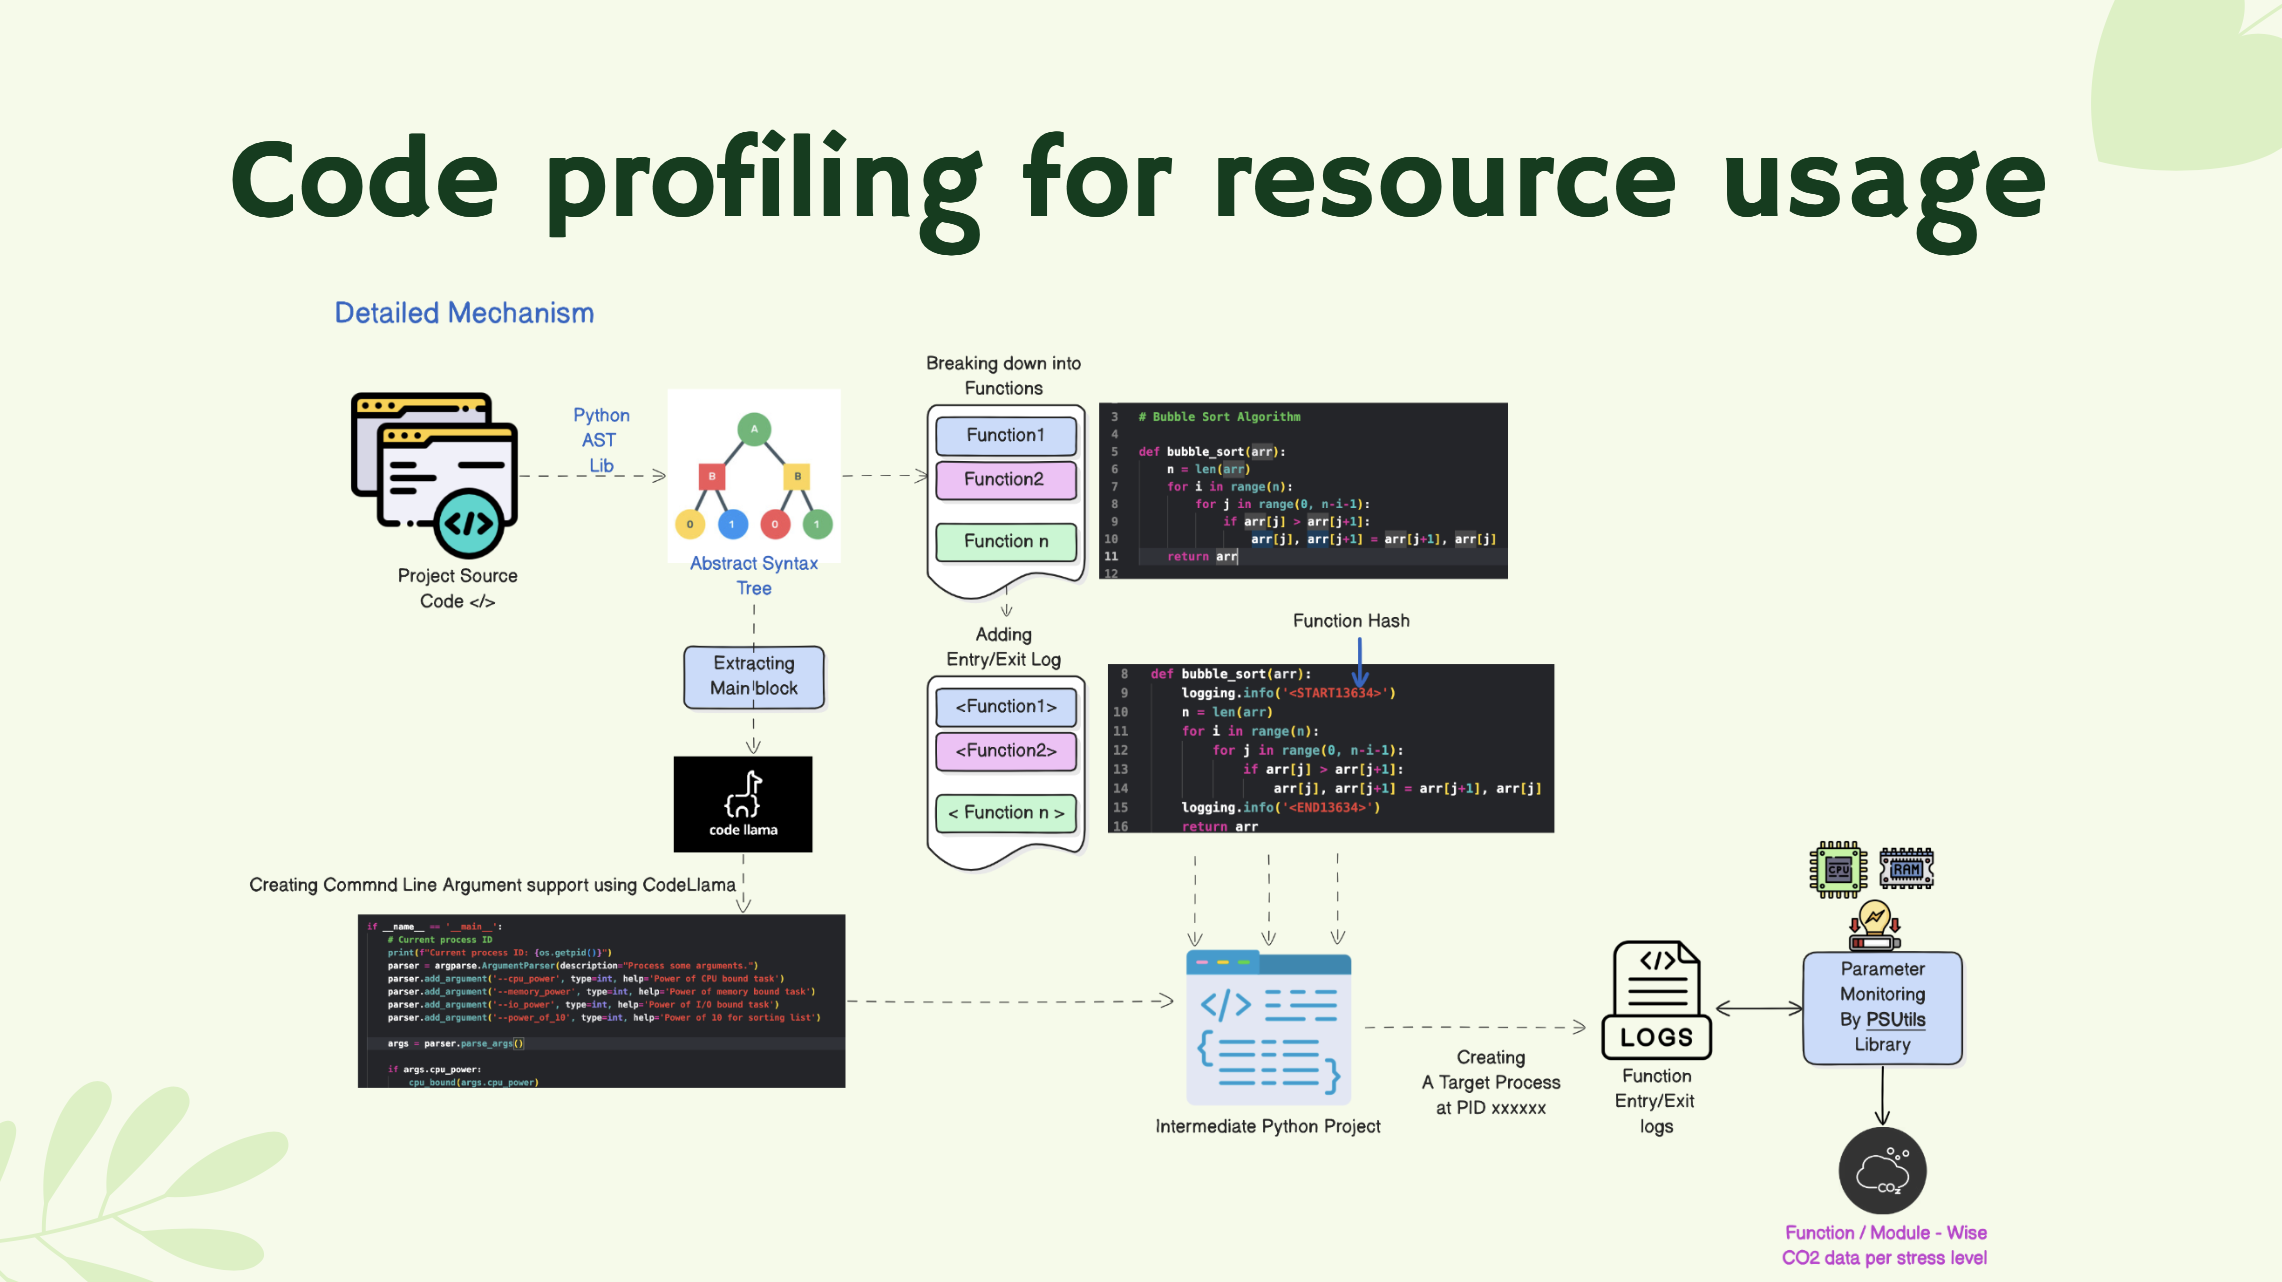 Code profiling for resource usage
Detailed Mechanism
Python
AST
Lib
Project Source
Code </>
A
B
B
0
1
0
1
Abstract Syntax
Tree
Breaking down into
Functions
Function1
Function2
Function n
3 # Bubble Sort Algorithm
4
5 def bubble_sort(arr):
6 n = len(arr)
7 for i in range(n):
8 for j in range(0, n-i-1):
9 if arr[j] > arr[j+1]:
10 arr[j], arr[j+1] = arr[j+1], arr[j]
11 return arr
12
Extracting
Main block
code llama
Adding
Entry/Exit Log
<Function1>
<Function2>
< Function n >
Function Hash
8 def bubble_sort(arr):
9 logging.info('<START13634>')
10 n = len(arr)
11 for i in range(n):
12 for j in range(0, n-i-1):
13 if arr[j] > arr[j+1]:
14 arr[j], arr[j+1] = arr[j+1], arr[j]
15 logging.info('<END13634>')
16 return arr
Creating Commnd Line Argument support using CodeLlama
if __name__ == '__main__':
# Current process ID
print(f"Current process ID: {os.getpid()}")
parser = argparse.ArgumentParser(description="Process some arguments.")
parser.add_argument('--cpu_power', type=int, help='Power of CPU bound task')
parser.add_argument('--memory_power', type=int, help='Power of memory bound task')
parser.add_argument('--io_power', type=int, help='Power of I/O bound task')
parser.add_argument('--power_of_10', type=int, help='Power of 10 for sorting list')
args = parser.parse_args()
if args.cpu_power:
cpu_bound(args.cpu_power)
</>
{
}
Intermediate Python Project
Creating
A Target Process
at PID xxxxxx
</>
LOGS
Function
Entry/Exit
logs
CPU
RAM
Parameter
Monitoring
By PSUtils
Library
CO2
Function / Module - Wise
CO2 data per stress level